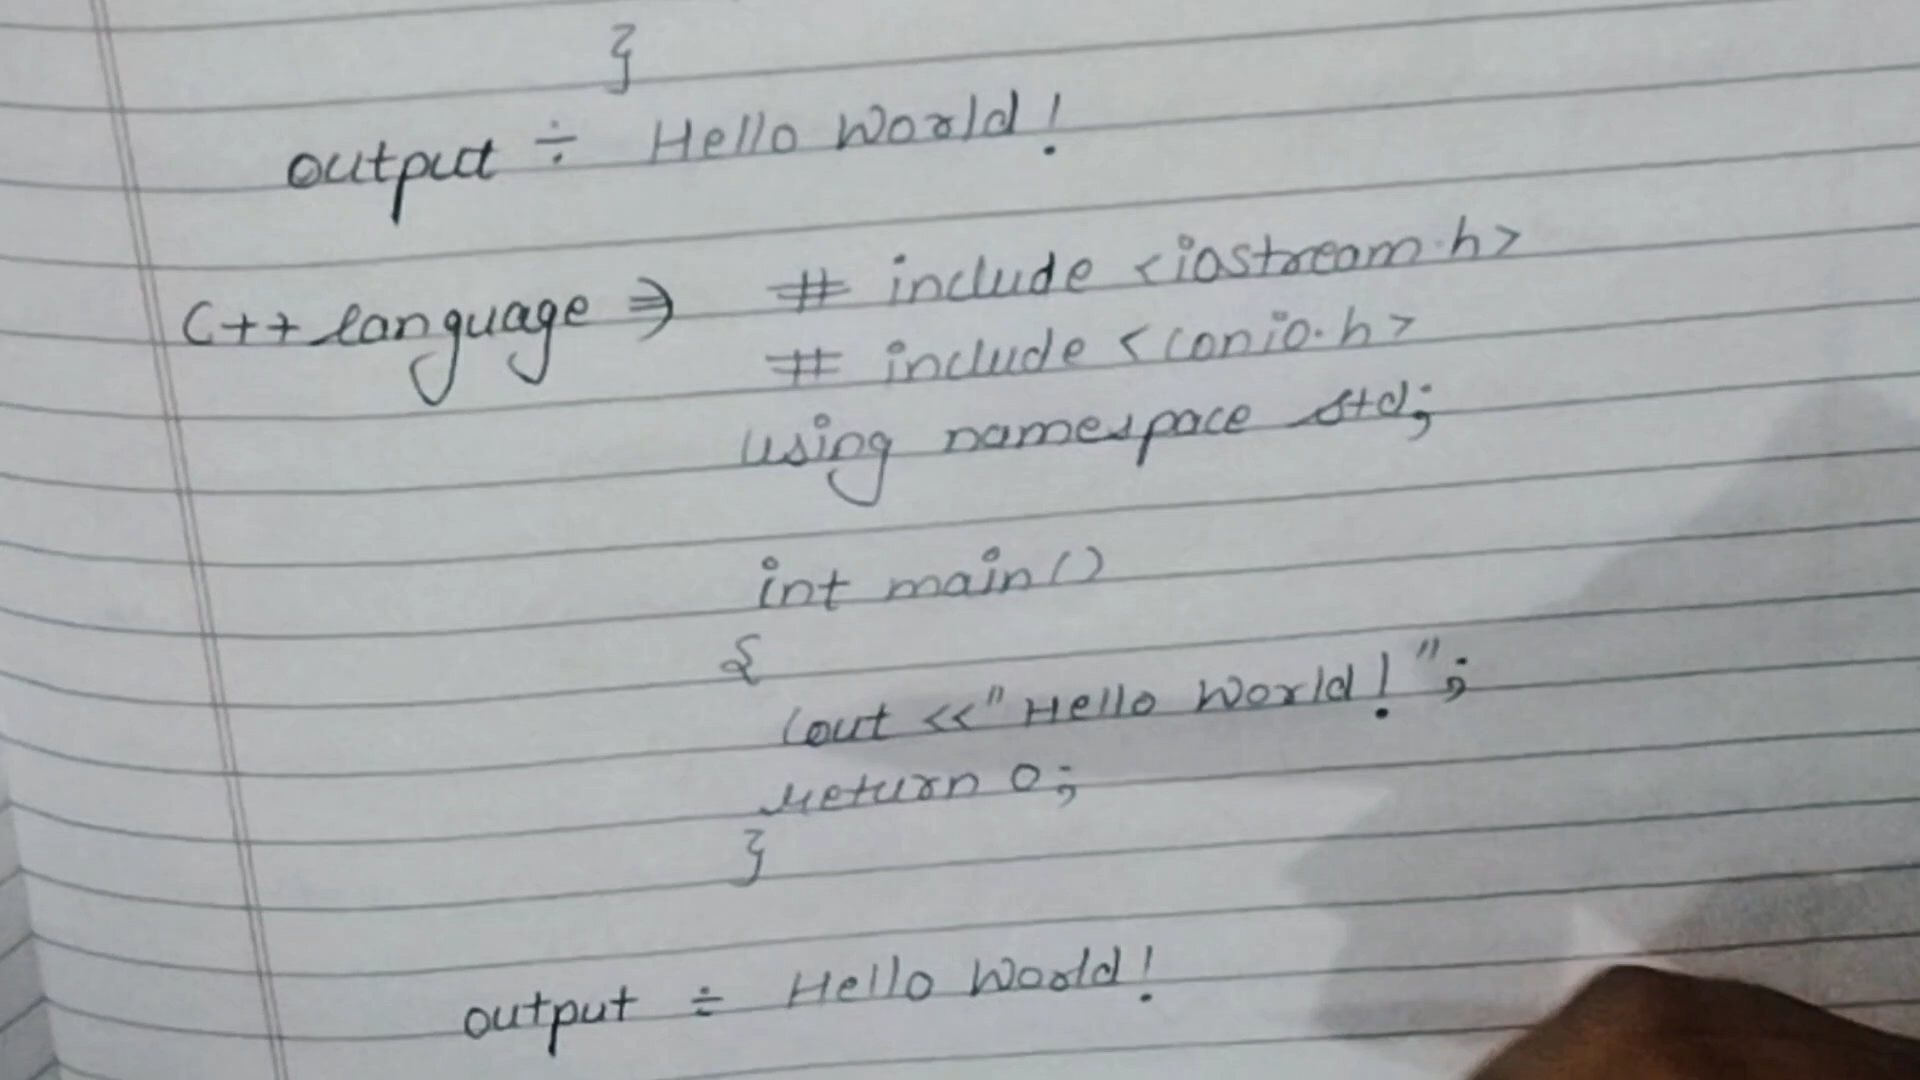 }
output ÷ Hello World!
C++ language ⇒ # include <iostream.h>
# include <conio.h>
using namespace std;
int main()
{
cout <<"Hello World!";
return 0;
}
output ÷ Hello World!